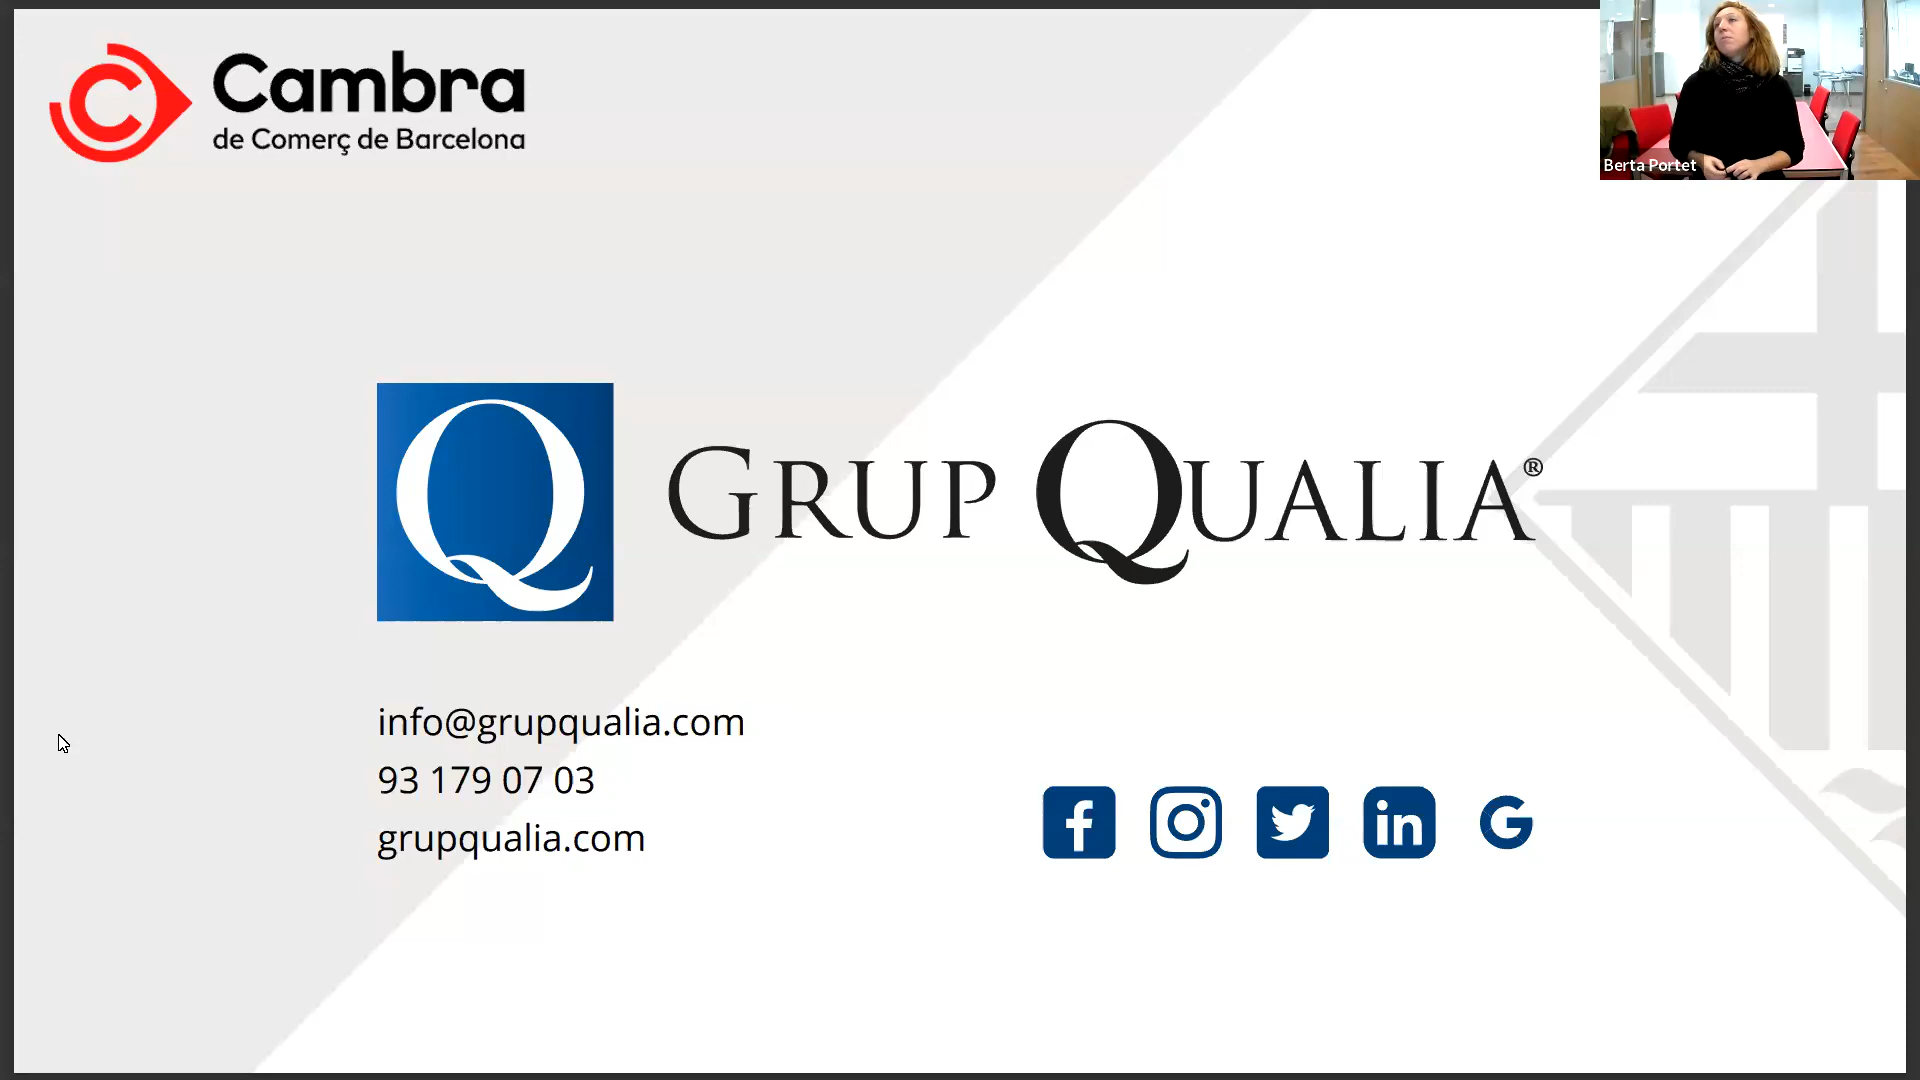 Cambra
de Comerç de Barcelona
Berta Portet
Q GRUP QUALIA®
info@grupqualia.com
93 179 07 03
grupqualia.com